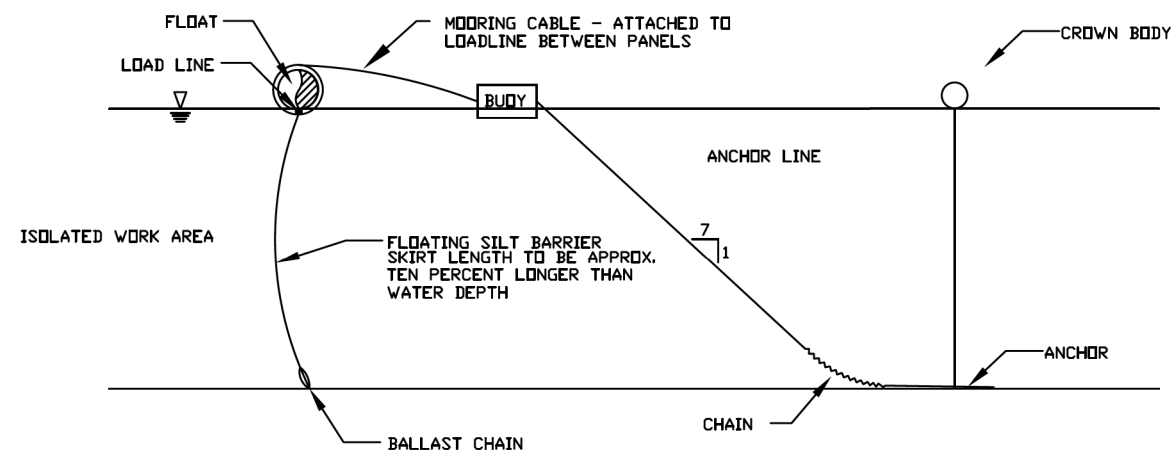 FLOAT
MOORING CABLE - ATTACHED TO
LOADLINE BETWEEN PANELS
CROWN BODY
LOAD LINE
BUOY
ANCHOR LINE
ISOLATED WORK AREA
7
1
FLOATING SILT BARRIER
SKIRT LENGTH TO BE APPROX.
TEN PERCENT LONGER THAN
WATER DEPTH
ANCHOR
CHAIN
BALLAST CHAIN